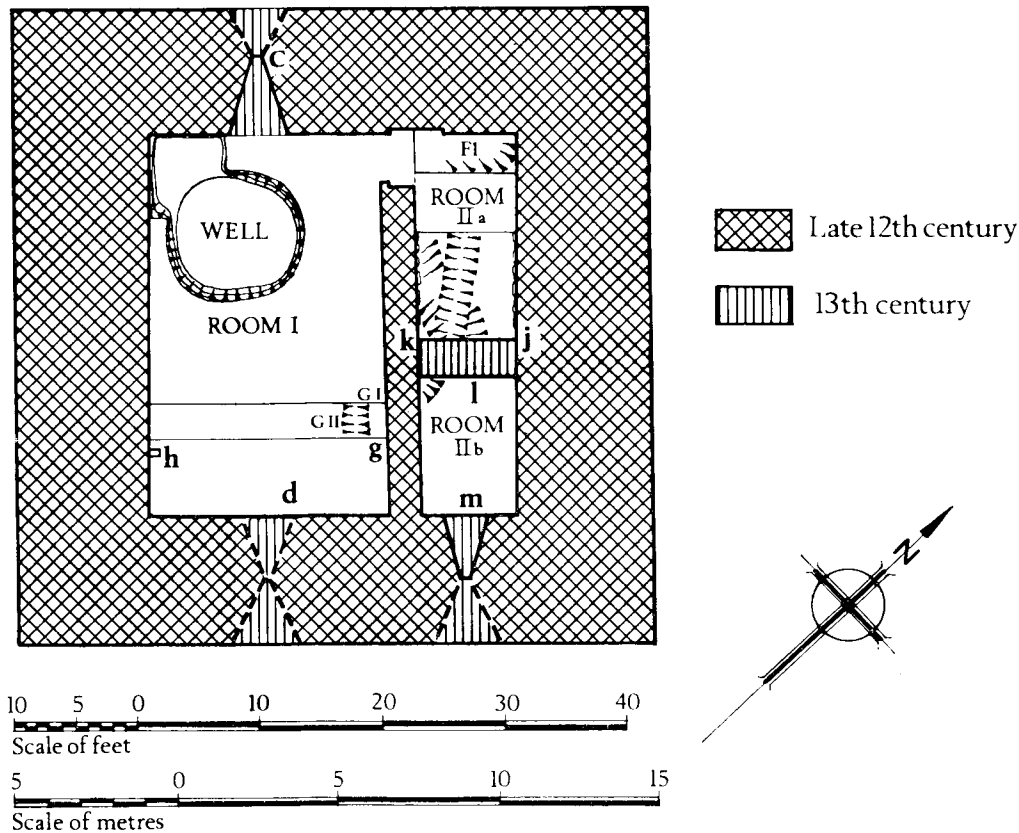 C
F1
ROOM
II a
WELL
ROOM I
k
j
l
G I
G II
g
h
ROOM
II b
d
m
Late 12th century
13th century
N
10 5 0 10 20 30 40
Scale of feet
5 0 5 10 15
Scale of metres